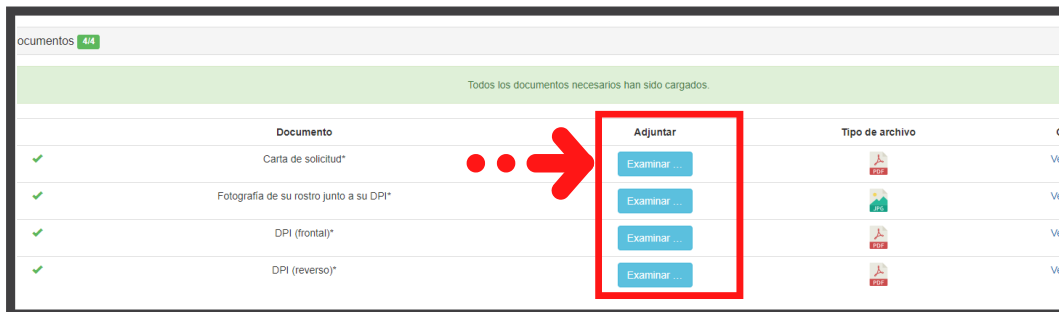 ocumentos 4/4
Todos los documentos necesarios han sido cargados.
Documento Adjuntar Tipo de archivo
Carta de solicitud* Examinar ... PDF Ve
Fotografía de su rostro junto a su DPI* Examinar ... JPG Ve
DPI (frontal)* Examinar ... PDF Ve
DPI (reverso)* Examinar ... PDF Ve